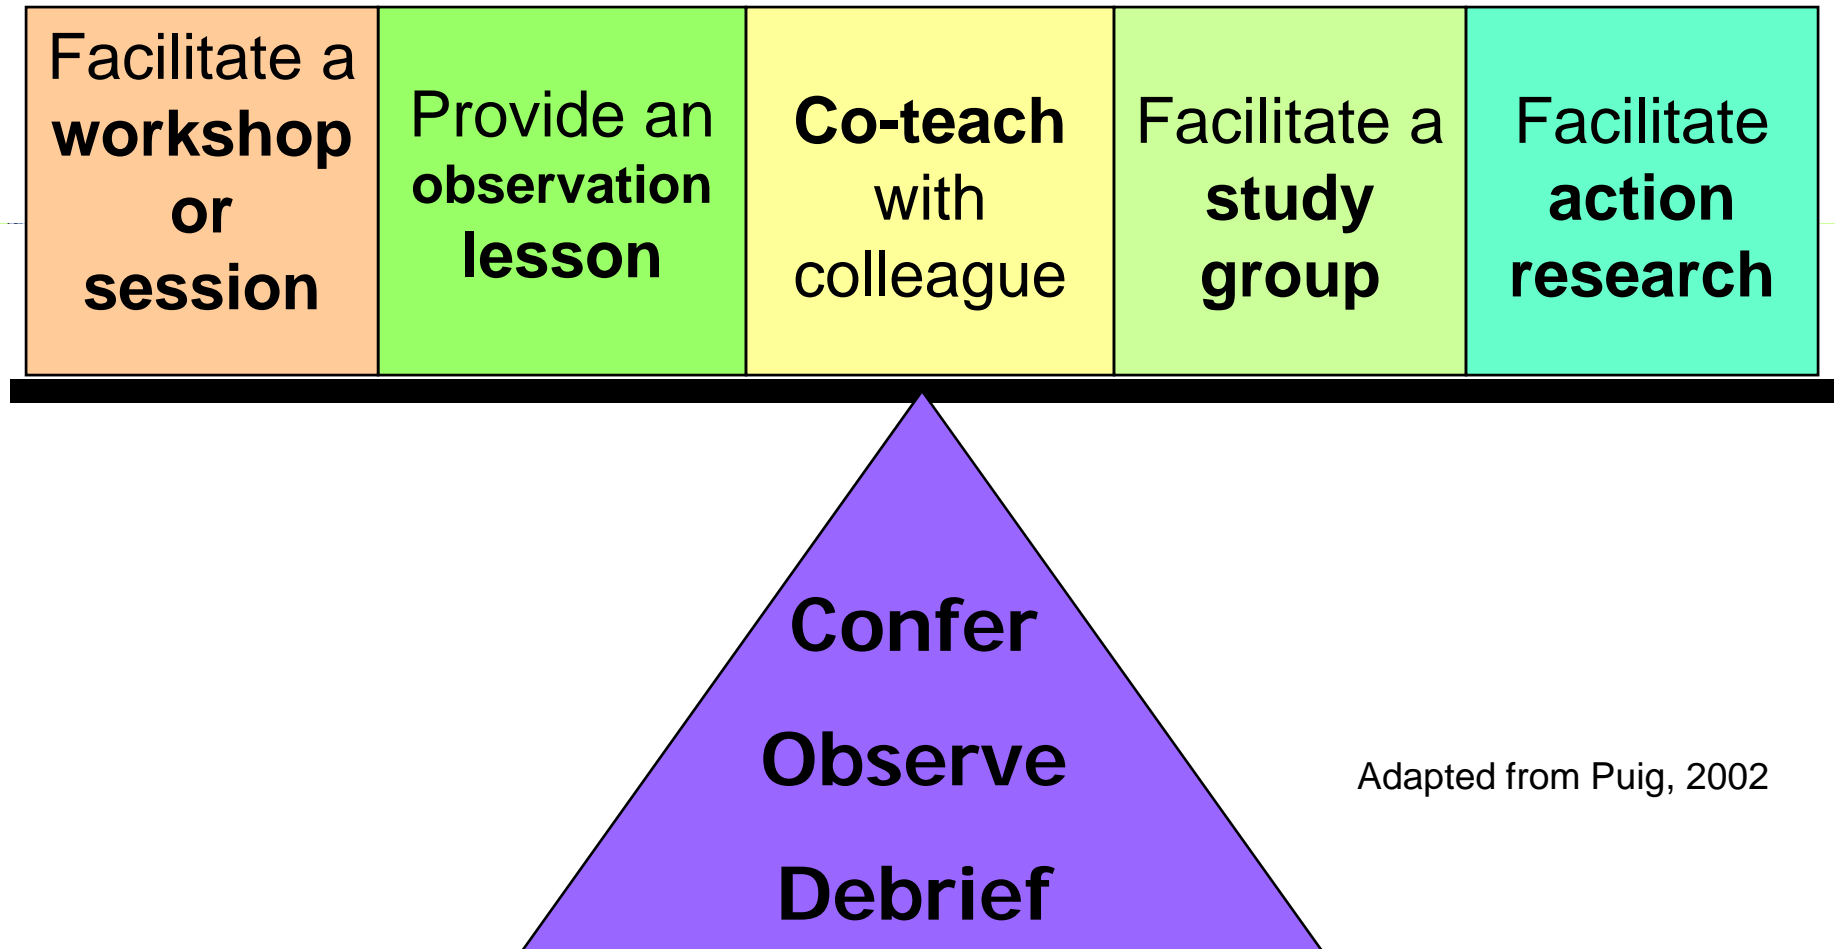 Facilitate a
workshop
or
session
Provide an
observation
lesson
Co-teach
with
colleague
Facilitate a
study
group
Facilitate
action
research
Confer
Observe
Debrief
Adapted from Puig, 2002